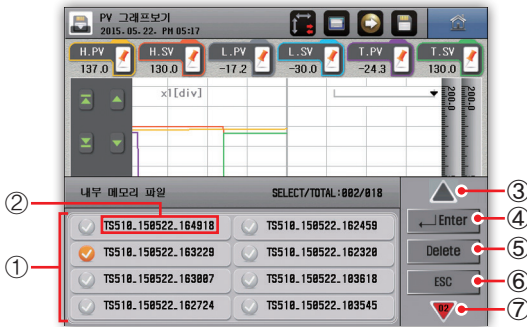 PV 그래프보기
2015.05.22. PM 05:17
H.PV H.SV L.PV L.SV T.PV T.SV
137.0 130.0 -17.2 -30.0 -24.3 130.0
x1[div]
200.0 200.0
내부 메모리 파일 SELECT/TOTAL:002/018
② ③
TS510_150522_164918 TS510_150522_162459 Enter ④
TS510_150522_163229 TS510_150522_162320 Delete ⑤
① TS510_150522_163007 TS510_150522_103618 ESC ⑥
TS510_150522_162724 TS510_150522_103545 02 ⑦